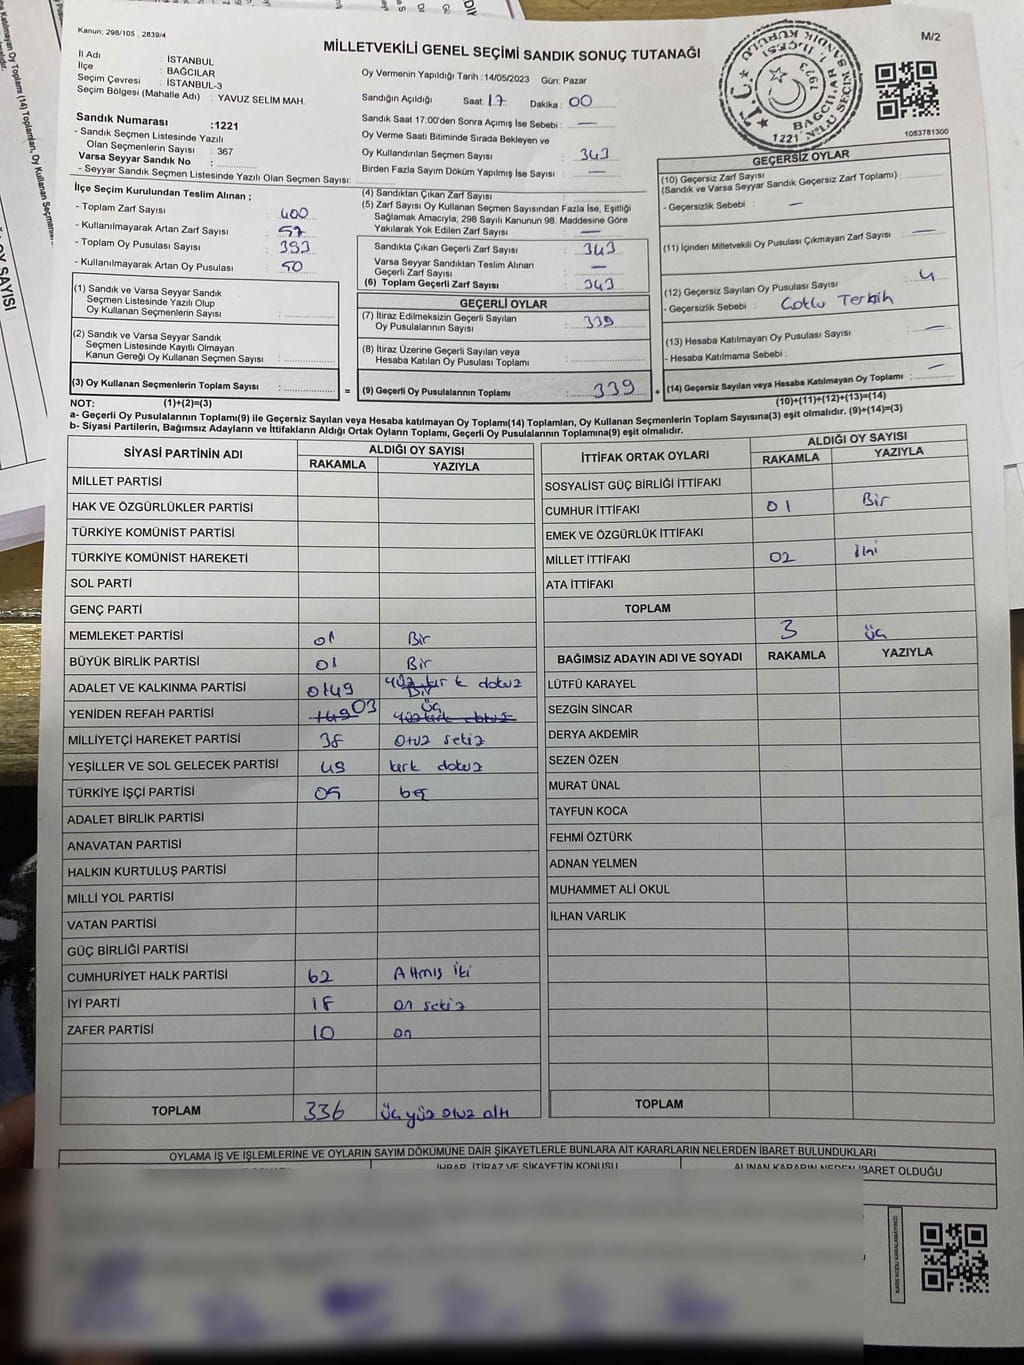 Kanun: 298/105 , 2839/4
MİLLETVEKİLİ GENEL SEÇİMİ SANDIK SONUÇ TUTANAĞI
M/2
İl Adı : İSTANBUL
İlçe : BAĞCILAR
Seçim Çevresi : İSTANBUL-3
Seçim Bölgesi (Mahalle Adı) : YAVUZ SELİM MAH.
Sandık Numarası :1221
- Sandık Seçmen Listesinde Yazılı
Olan Seçmenlerin Sayısı : 367
Varsa Seyyar Sandık No :
- Seyyar Sandık Seçmen Listesinde Yazılı Olan Seçmen Sayısı:
İlçe Seçim Kurulundan Teslim Alınan ;
- Toplam Zarf Sayısı : 400
- Kullanılmayarak Artan Zarf Sayısı : 57
- Toplam Oy Pusulası Sayısı : 393
- Kullanılmayarak Artan Oy Pusulası : 50
(1) Sandık ve Varsa Seyyar Sandık
Seçmen Listesinde Yazılı Olup
Oy Kullanan Seçmenlerin Sayısı :
(2) Sandık ve Varsa Seyyar Sandık
Seçmen Listesinde Kayıtlı Olmayan
Kanun Gereği Oy Kullanan Seçmen Sayısı :
(3) Oy Kullanan Seçmenlerin Toplam Sayısı : =
Oy Vermenin Yapıldığı Tarih :14/05/2023 Gün: Pazar
Sandığın Açıldığı Saat: 17 Dakika : 00
Sandık Saat 17:00'den Sonra Açımış İse Sebebi : —
Oy Verme Saati Bitiminde Sırada Bekleyen ve
Oy Kullandırılan Seçmen Sayısı : 343
Birden Fazla Sayım Döküm Yapılmış İse Sayısı : —
(4) Sandıktan Çıkan Zarf Sayısı :
(5) Zarf Sayısı Oy Kullanan Seçmen Sayısından Fazla İse, Eşitliği
Sağlamak Amacıyla; 298 Sayılı Kanunun 98. Maddesine Göre
Yakılarak Yok Edilen Zarf Sayısı : —
Sandıkta Çıkan Geçerli Zarf Sayısı : 343
Varsa Seyyar Sandıktan Teslim Alınan
Geçerli Zarf Sayısı : —
(6) Toplam Geçerli Zarf Sayısı : 343
GEÇERLİ OYLAR
(7) İtiraz Edilmeksizin Geçerli Sayılan
Oy Pusulalarının Sayısı : 339
(8) İtiraz Üzerine Geçerli Sayılan veya
Hesaba Katılan Oy Pusulası Toplamı :
(9) Geçerli Oy Pusulalarının Toplamı : 339 +
T.C. BAĞCILAR 1. İLÇESİ 1221 NOLU SEÇİM SANDIK KURULU 1923
1083781300
GEÇERSİZ OYLAR
(10) Geçersiz Zarf Sayısı
(Sandık ve Varsa Seyyar Sandık Geçersiz Zarf Toplamı) :
- Geçersizlik Sebebi : —
(11) İçinden Milletvekili Oy Pusulası Çıkmayan Zarf Sayısı : —
(12) Geçersiz Sayılan Oy Pusulası Sayısı : 4
- Geçersizlik Sebebi : Çoklu Tercih
(13) Hesaba Katılmayan Oy Pusulası Sayısı : —
- Hesaba Katılmama Sebebi :
(14) Geçersiz Sayılan veya Hesaba Katılmayan Oy Toplamı : —
NOT: (1)+(2)=(3) (10)+(11)+(12)+(13)=(14)
a- Geçerli Oy Pusulalarının Toplamı(9) ile Geçersiz Sayılan veya Hesaba katılmayan Oy Toplamı(14) Toplamları, Oy Kullanan Seçmenlerin Toplam Sayısına(3) eşit olmalıdır. (9)+(14)=(3)
b- Siyasi Partilerin, Bağımsız Adayların ve İttifakların Aldığı Ortak Oyların Toplamı, Geçerli Oy Pusulalarının Toplamına(9) eşit olmalıdır.
SİYASİ PARTİNİN ADI ALDIĞI OY SAYISI
RAKAMLA YAZIYLA
MİLLET PARTİSİ
HAK VE ÖZGÜRLÜKLER PARTİSİ
TÜRKİYE KOMÜNİST PARTİSİ
TÜRKİYE KOMÜNİST HAREKETİ
SOL PARTİ
GENÇ PARTİ
MEMLEKET PARTİSİ 01 Bir
BÜYÜK BİRLİK PARTİSİ 01 Bir
ADALET VE KALKINMA PARTİSİ 0149 yüz kırk dokuz
YENİDEN REFAH PARTİSİ 149 03 üç yüz kırk dokuz
MİLLİYETÇİ HAREKET PARTİSİ 38 Otuz sekiz
YEŞİLLER VE SOL GELECEK PARTİSİ 49 kırk dokuz
TÜRKİYE İŞÇİ PARTİSİ 05 beş
ADALET BİRLİK PARTİSİ
ANAVATAN PARTİSİ
HALKIN KURTULUŞ PARTİSİ
MİLLİ YOL PARTİSİ
VATAN PARTİSİ
GÜÇ BİRLİĞİ PARTİSİ
CUMHURİYET HALK PARTİSİ 62 Altmış iki
İYİ PARTİ 18 on sekiz
ZAFER PARTİSİ 10 on
TOPLAM 336 üç yüz otuz altı
İTTİFAK ORTAK OYLARI ALDIĞI OY SAYISI
RAKAMLA YAZIYLA
SOSYALİST GÜÇ BİRLİĞİ İTTİFAKI
CUMHUR İTTİFAKI 01 Bir
EMEK VE ÖZGÜRLÜK İTTİFAKI
MİLLET İTTİFAKI 02 iki
ATA İTTİFAKI
TOPLAM 3 üç
BAĞIMSIZ ADAYIN ADI VE SOYADI RAKAMLA YAZIYLA
LÜTFÜ KARAYEL
SEZGİN SİNCAR
DERYA AKDEMİR
SEZEN ÖZEN
MURAT ÜNAL
TAYFUN KOCA
FEHMİ ÖZTÜRK
ADNAN YELMEN
MUHAMMET ALİ OKUL
İLHAN VARLIK
TOPLAM
OYLAMA İŞ VE İŞLEMLERİNE VE OYLARIN SAYIM DÖKÜMÜNE DAİR ŞİKAYETLERLE BUNLARA AİT KARARLARIN NELERDEN İBARET BULUNDUKLARI
İHBAR, İTİRAZ VE ŞİKAYETİN KONUSU ALINAN KARARIN NEDEN İBARET OLDUĞU
KARE KODU KARALAMAYINIZ!